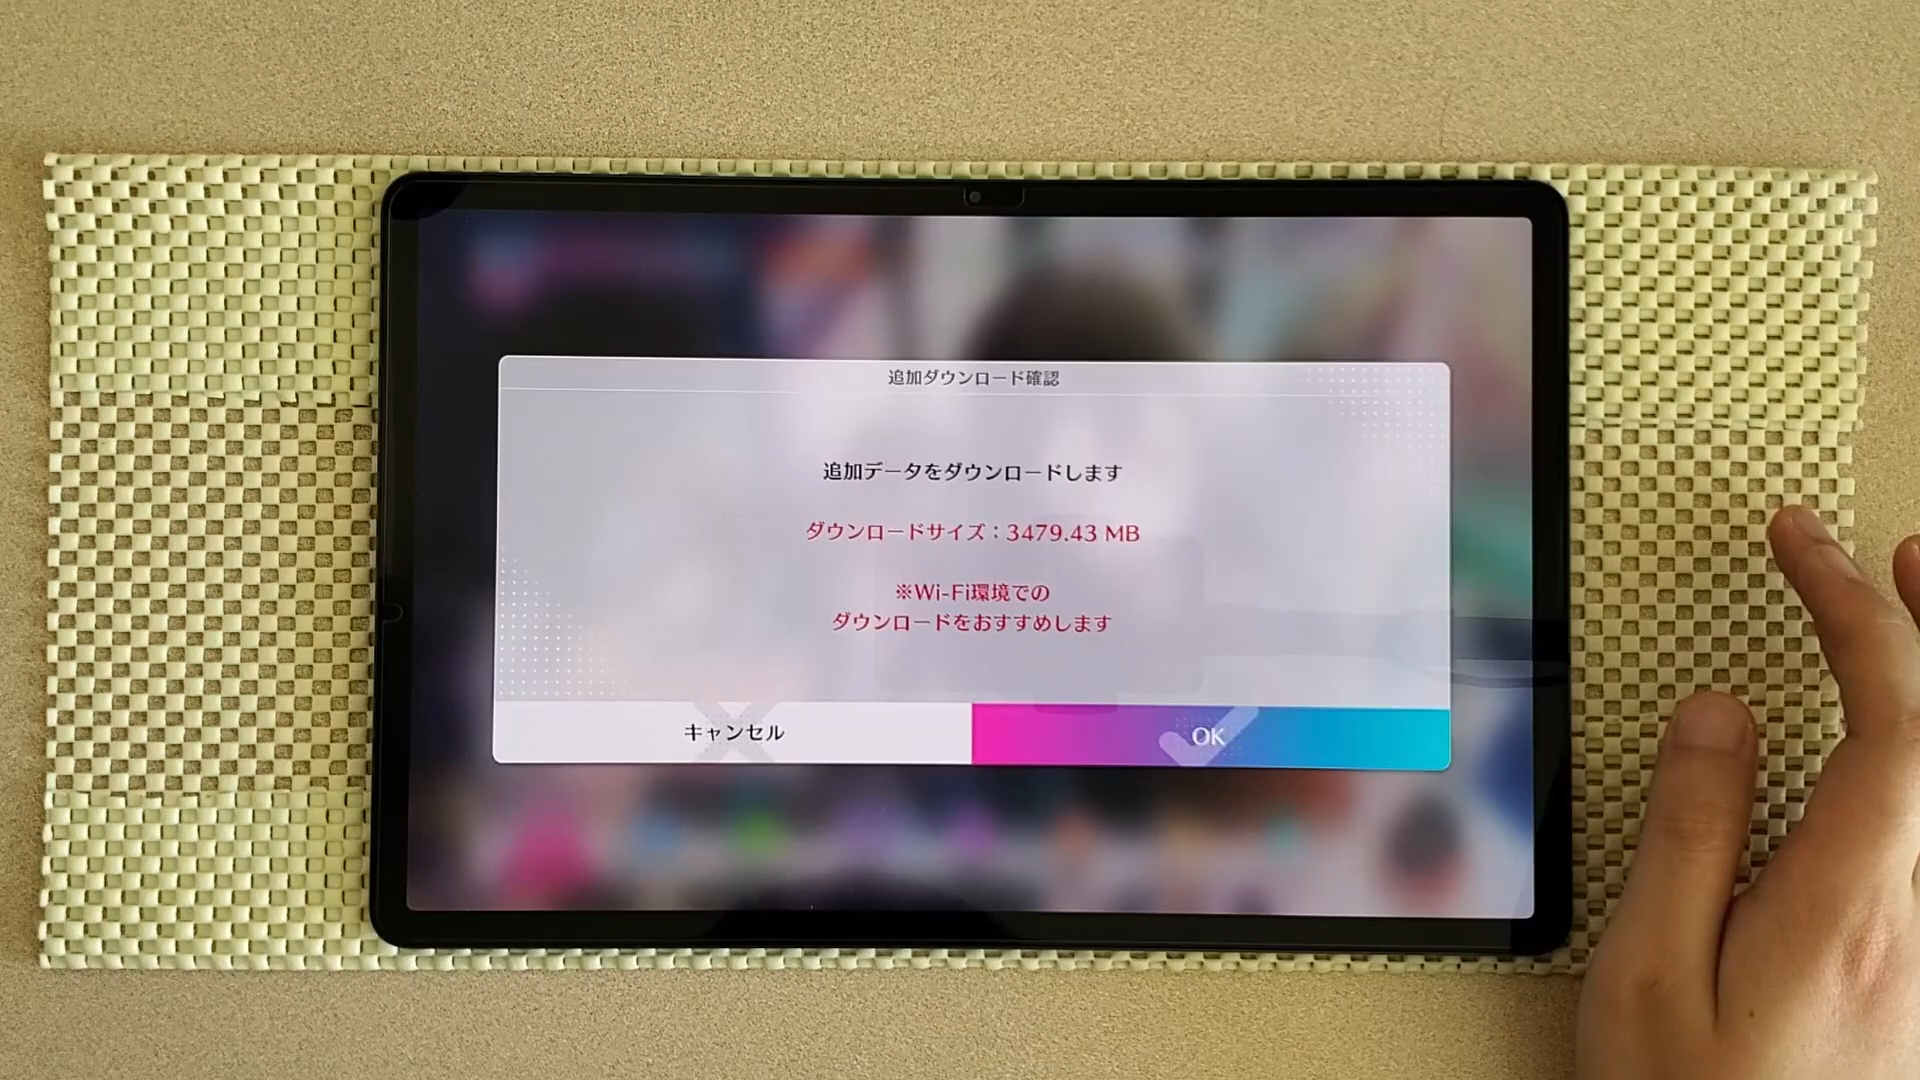 追加ダウンロード確認
追加データをダウンロードします
ダウンロードサイズ：3479.43 MB
※Wi-Fi環境での
ダウンロードをおすすめします
キャンセル
OK